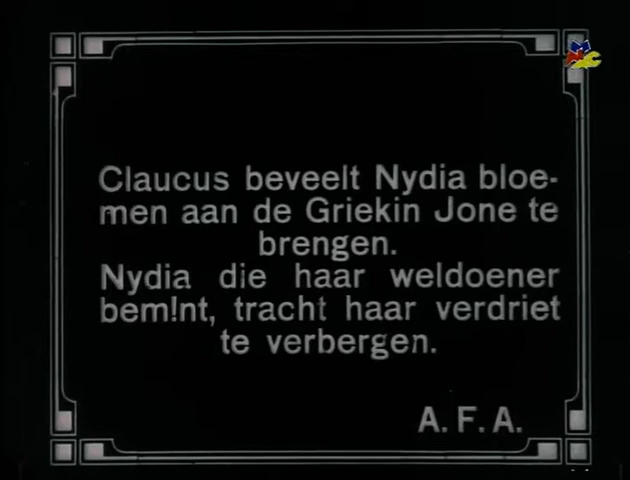 Claucus beveelt Nydia bloe-
men aan de Griekin Jone te
brengen.
Nydia die haar weldoener
bem!nt, tracht haar verdriet
te verbergen.
A. F. A.